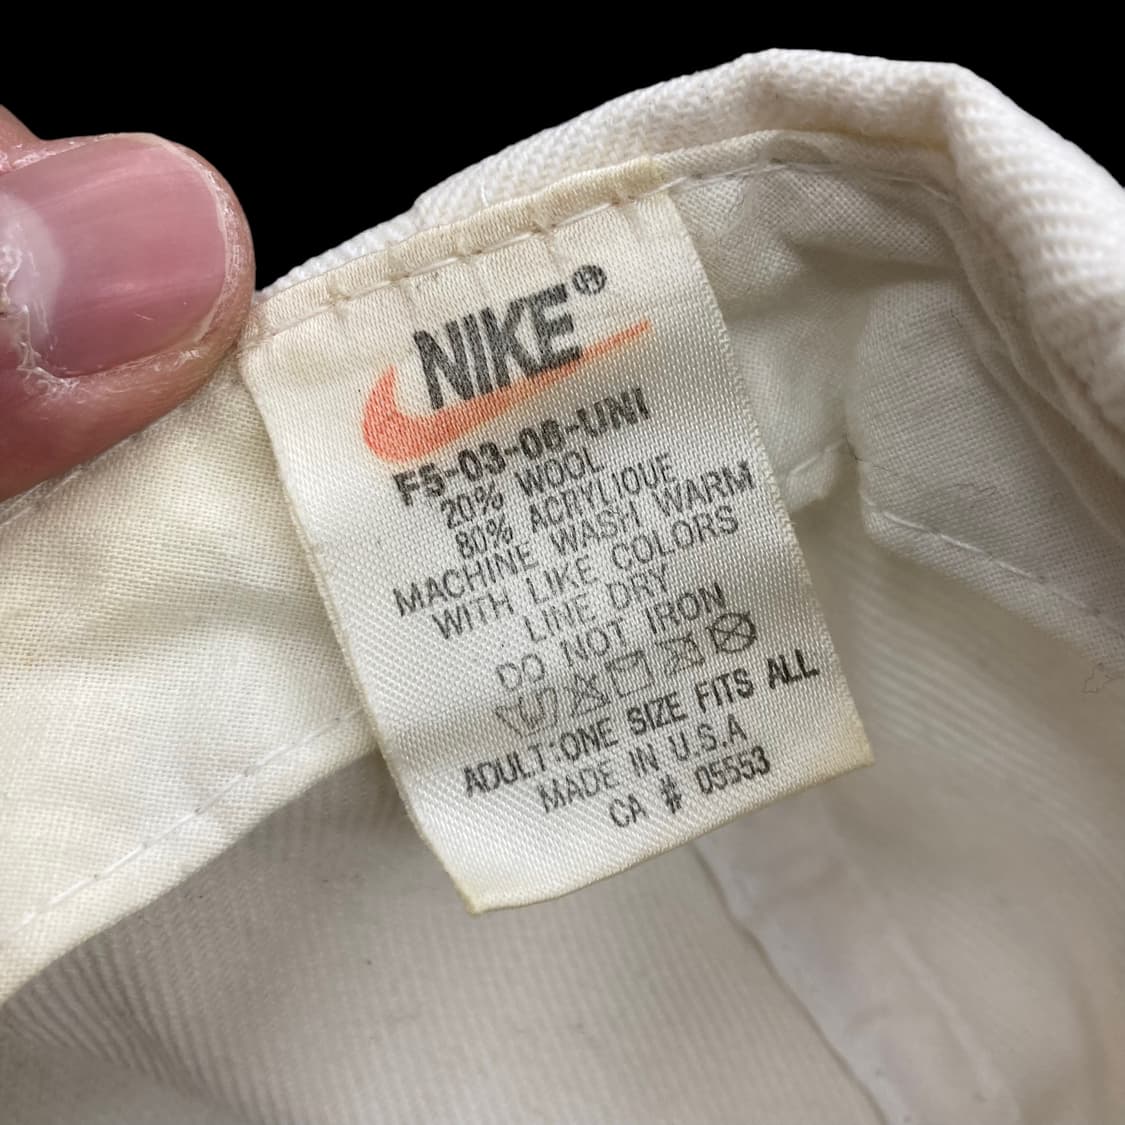 NIKE®
F5-03-06-UNI
20% WOOL
80% ACRYLIQUE
MACHINE WASH WARM
WITH LIKE COLORS
LINE DRY
DO NOT IRON
ADULT:ONE SIZE FITS ALL
MADE IN U.S.A
CA # 05553